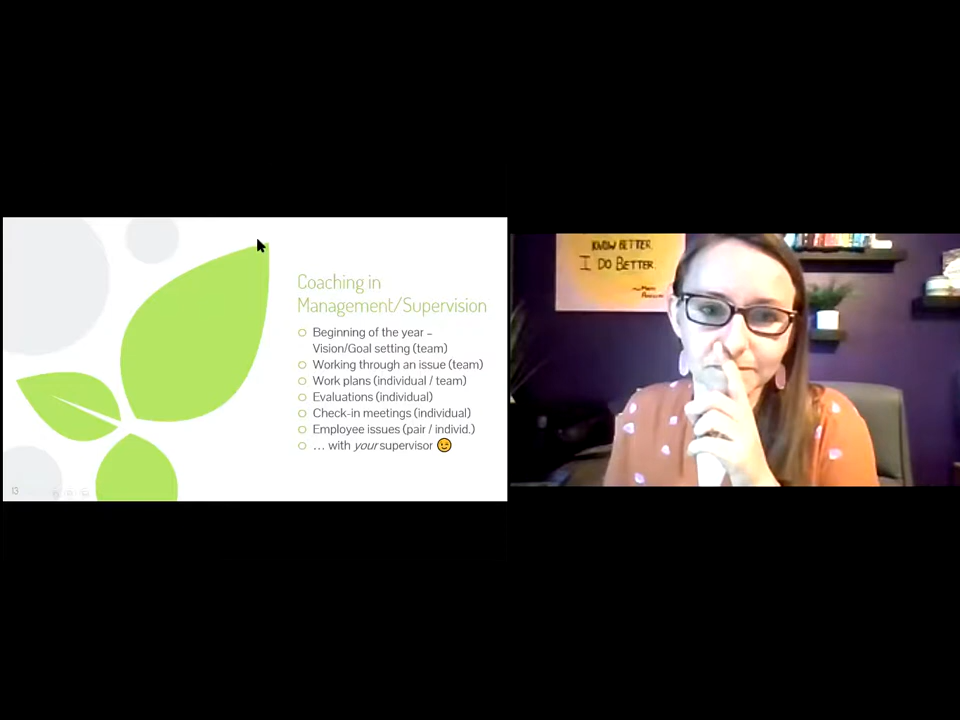 Coaching in
Management/Supervision
Beginning of the year –
Vision/Goal setting (team)
Working through an issue (team)
Work plans (individual / team)
Evaluations (individual)
Check-in meetings (individual)
Employee issues (pair / individ.)
… with your supervisor 😉
13
KNOW BETTER.
I DO BETTER.